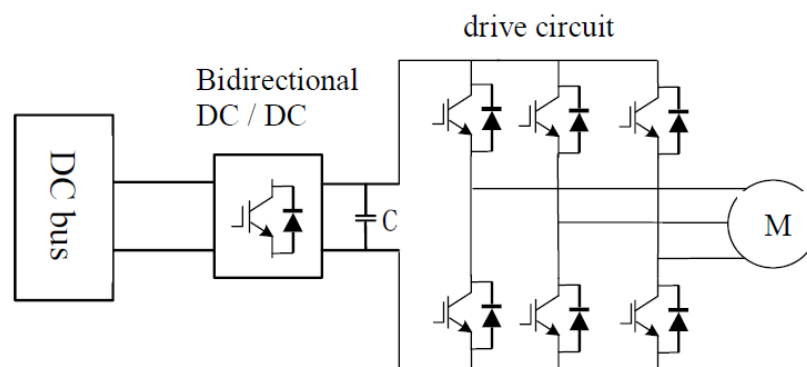 drive circuit
Bidirectional
DC / DC
DC bus
C
M